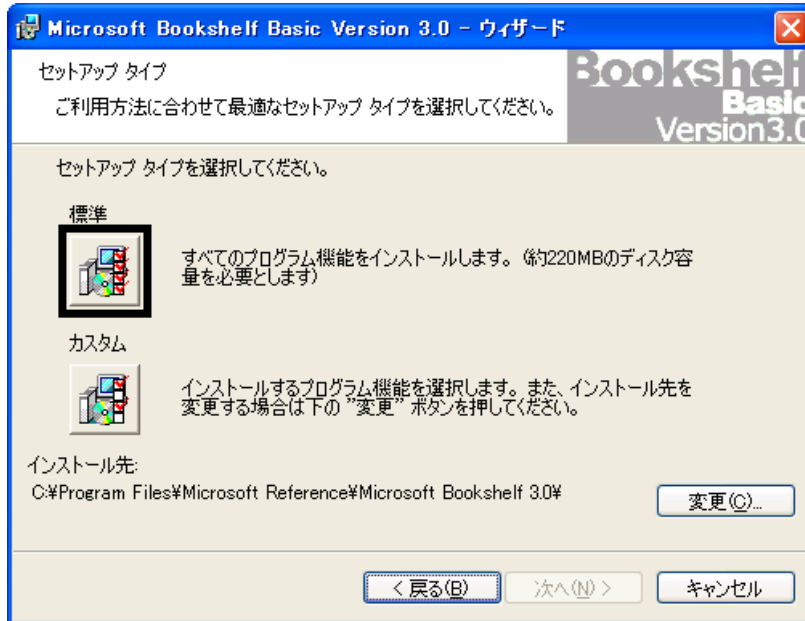 Microsoft Bookshelf Basic Version 3.0 - ウィザード
セットアップ タイプ
ご利用方法に合わせて最適なセットアップ タイプを選択してください。
Bookshelf
Basic
Version3.0
セットアップ タイプを選択してください。
標準
すべてのプログラム機能をインストールします。（約220MBのディスク容
量を必要とします）
カスタム
インストールするプログラム機能を選択します。また、インストール先を
変更する場合は下の ”変更” ボタンを押してください。
インストール先:
C:¥Program Files¥Microsoft Reference¥Microsoft Bookshelf 3.0¥
変更(C)...
< 戻る(B)
次へ(N) >
キャンセル